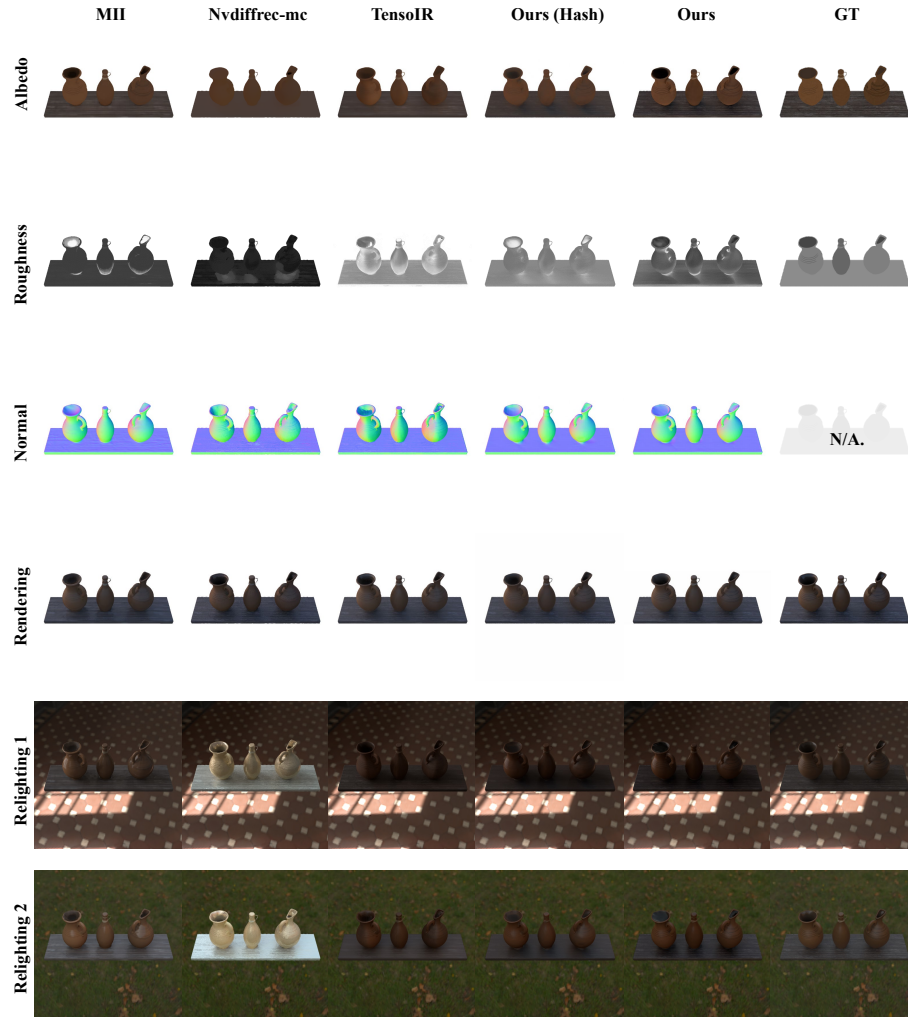 MII Nvdiffrec-mc TensoIR Ours (Hash) Ours GT
Albedo
Roughness
Normal
N/A.
Rendering
Relighting 1
Relighting 2